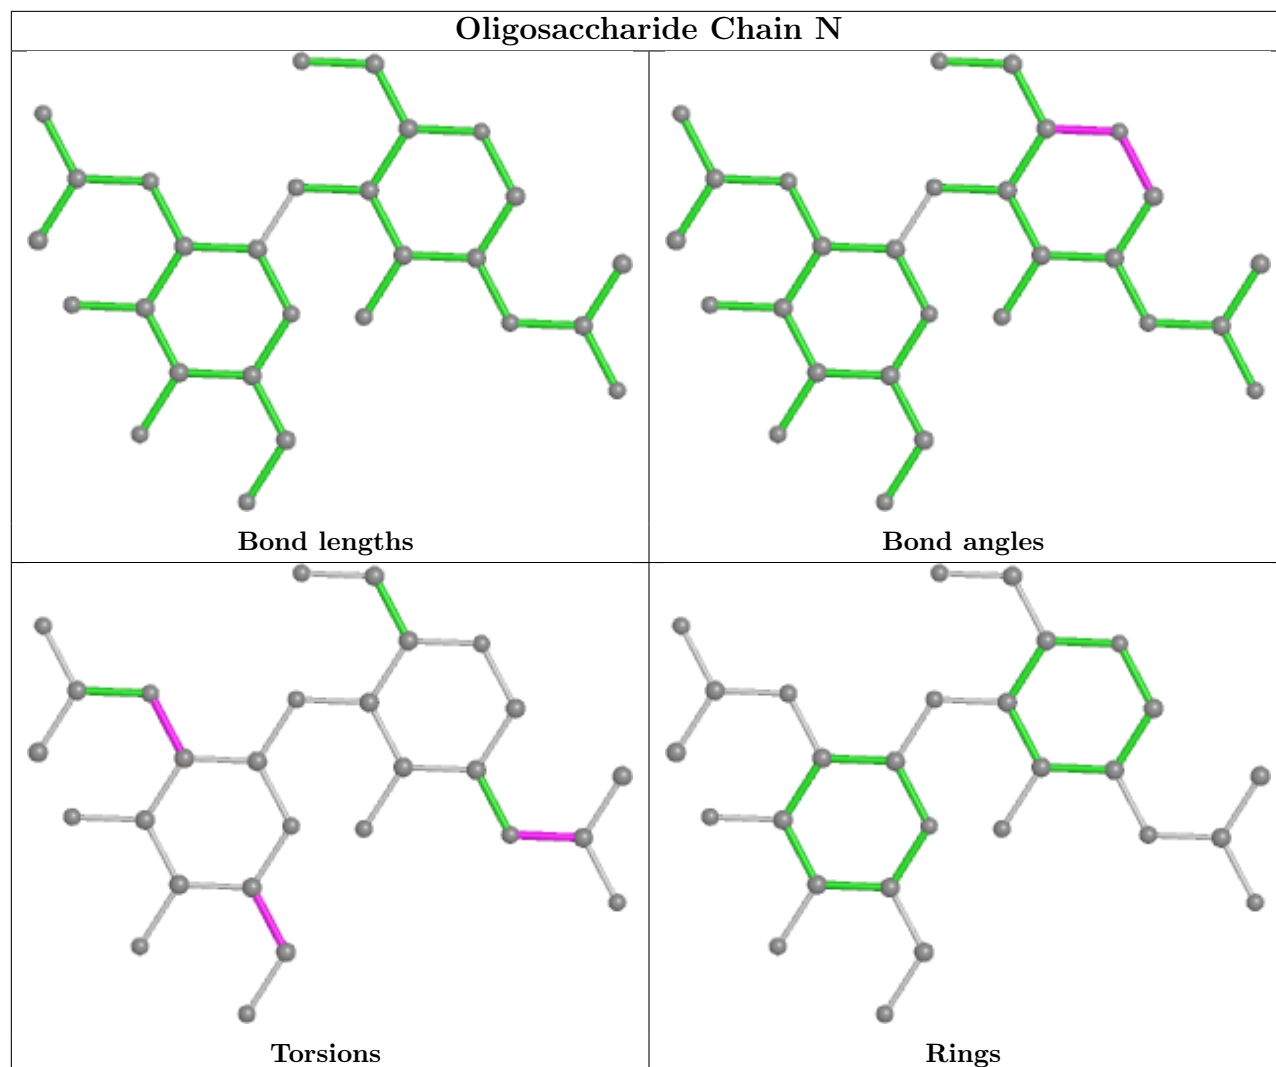 Oligosaccharide Chain N
Bond lengths
Bond angles
Torsions
Rings